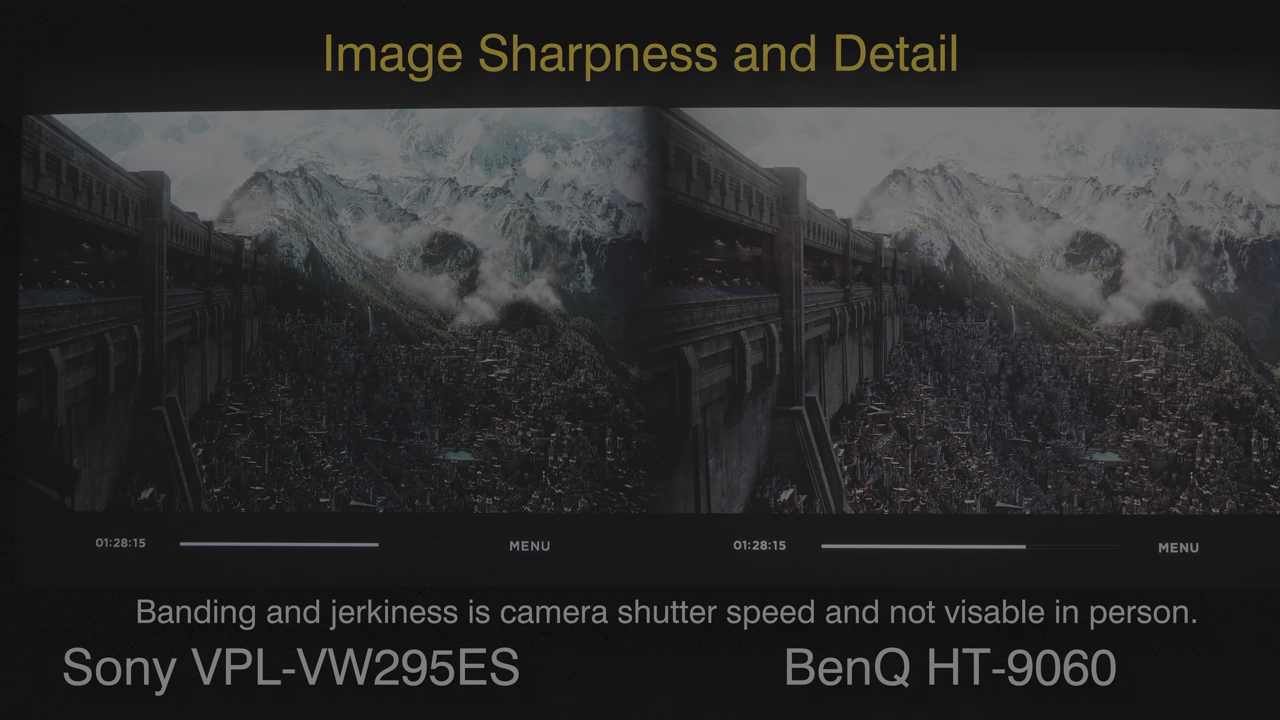 Image Sharpness and Detail
01:28:15 MENU 01:28:15 MENU
Banding and jerkiness is camera shutter speed and not visable in person.
Sony VPL-VW295ES BenQ HT-9060